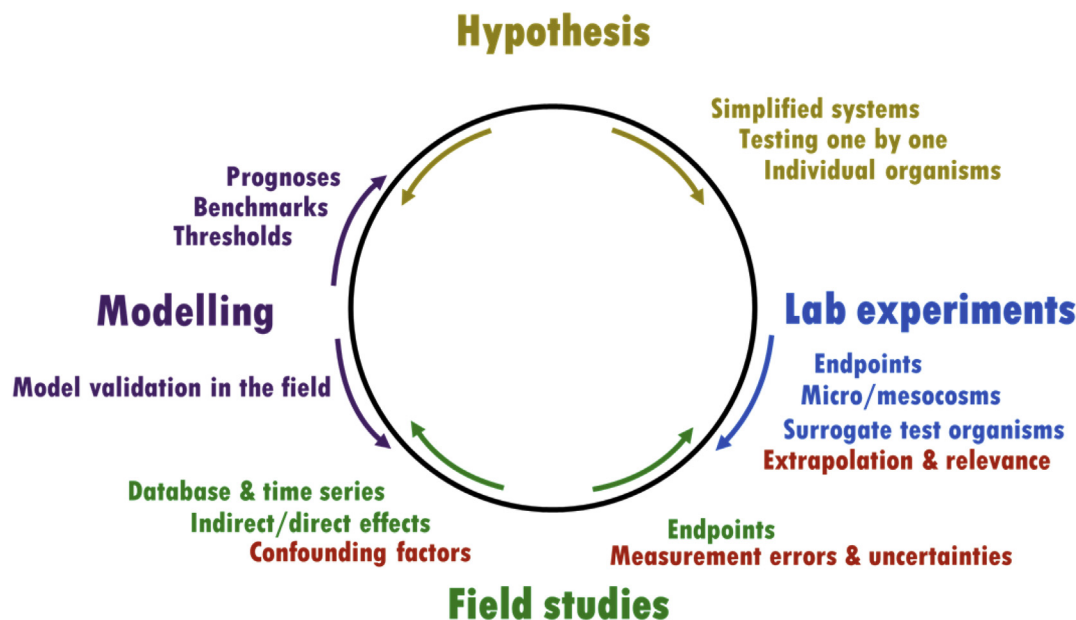 Hypothesis
Simplified systems
Testing one by one
Individual organisms
Prognoses
Benchmarks
Thresholds
Modelling
Lab experiments
Model validation in the field
Endpoints
Micro/mesocosms
Surrogate test organisms
Extrapolation & relevance
Database & time series
Indirect/direct effects
Confounding factors
Endpoints
Measurement errors & uncertainties
Field studies